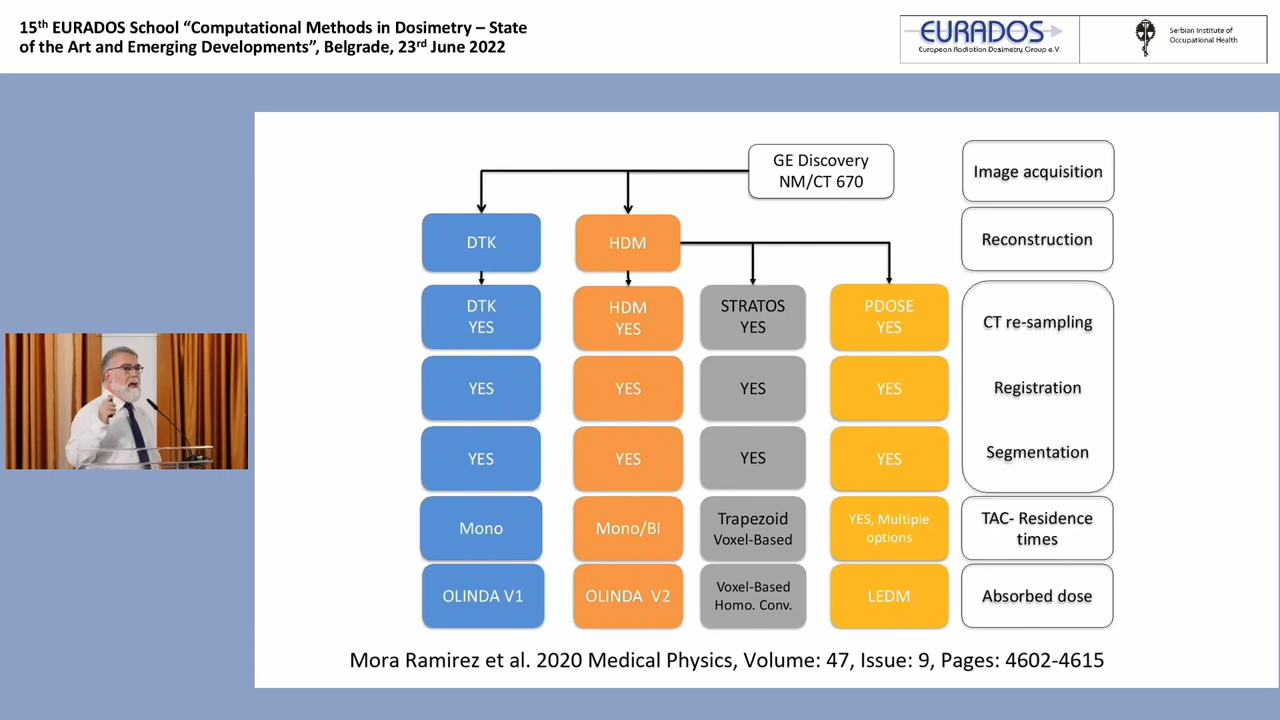 15th EURADOS School “Computational Methods in Dosimetry – State
of the Art and Emerging Developments”, Belgrade, 23rd June 2022
EURADOS
European Radiation Dosimetry Group e.V.
Serbian Institute of
Occupational Health
GE Discovery
NM/CT 670
Image acquisition
DTK
HDM
Reconstruction
DTK
YES
HDM
YES
STRATOS
YES
PDOSE
YES
CT re-sampling
YES
YES
YES
YES
Registration
YES
YES
YES
YES
Segmentation
Mono
Mono/BI
Trapezoid
Voxel-Based
YES, Multiple
options
TAC- Residence
times
OLINDA V1
OLINDA V2
Voxel-Based
Homo. Conv.
LEDM
Absorbed dose
Mora Ramirez et al. 2020 Medical Physics, Volume: 47, Issue: 9, Pages: 4602-4615